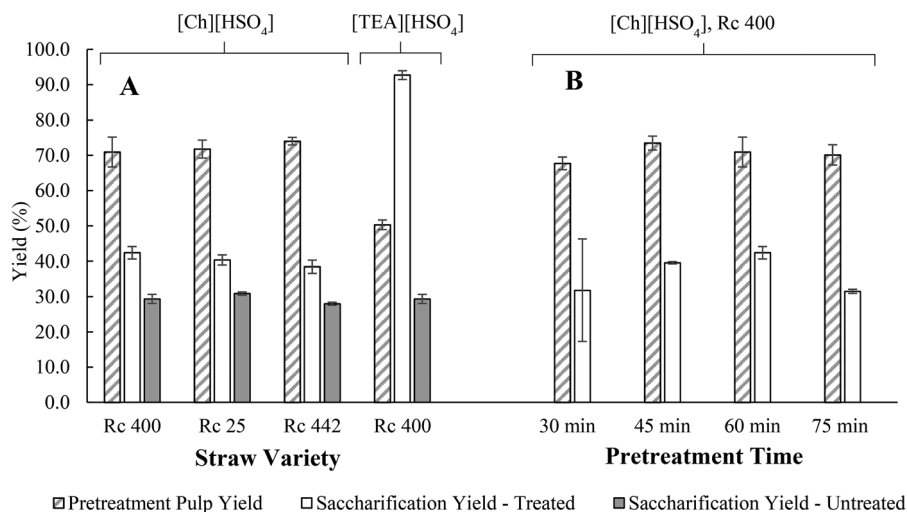 [Ch][HSO₄] [TEA][HSO₄] [Ch][HSO₄], Rc 400
100.0
90.0
80.0
70.0
60.0
50.0
40.0
30.0
20.0
10.0
0.0
Yield (%)
A
B
Rc 400 Rc 25 Rc 442 Rc 400 30 min 45 min 60 min 75 min
Straw Variety Pretreatment Time
Pretreatment Pulp Yield Saccharification Yield - Treated Saccharification Yield - Untreated